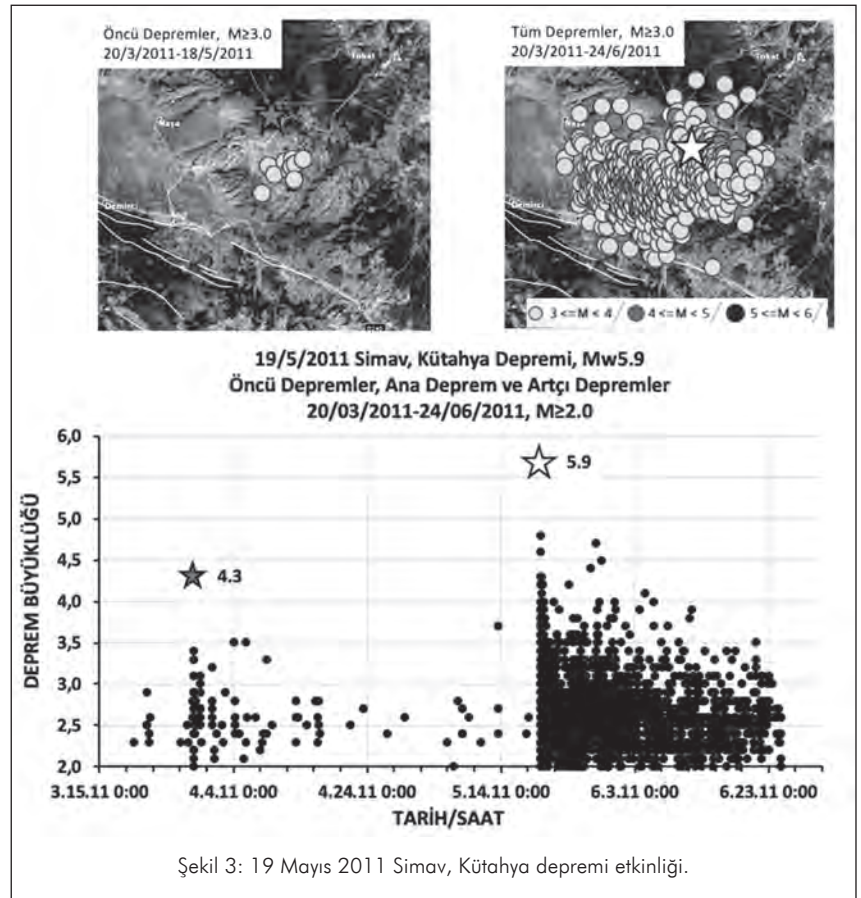 Öncü Depremler, M≥3.0
20/3/2011-18/5/2011
Tüm Depremler, M≥3.0
20/3/2011-24/6/2011
Demirci
Demirci
3 <=M < 4
4 <=M < 5
5 <=M < 6
19/5/2011 Simav, Kütahya Depremi, Mw5.9
Öncü Depremler, Ana Deprem ve Artçı Depremler
20/03/2011-24/06/2011, M≥2.0
DEPREM BÜYÜKLÜĞÜ
6,0
5,5
5,0
4,5
4,0
3,5
3,0
2,5
2,0
4.3
5.9
3.15.11 0:00
4.4.11 0:00
4.24.11 0:00
5.14.11 0:00
6.3.11 0:00
6.23.11 0:00
TARİH/SAAT
Şekil 3: 19 Mayıs 2011 Simav, Kütahya depremi etkinliği.